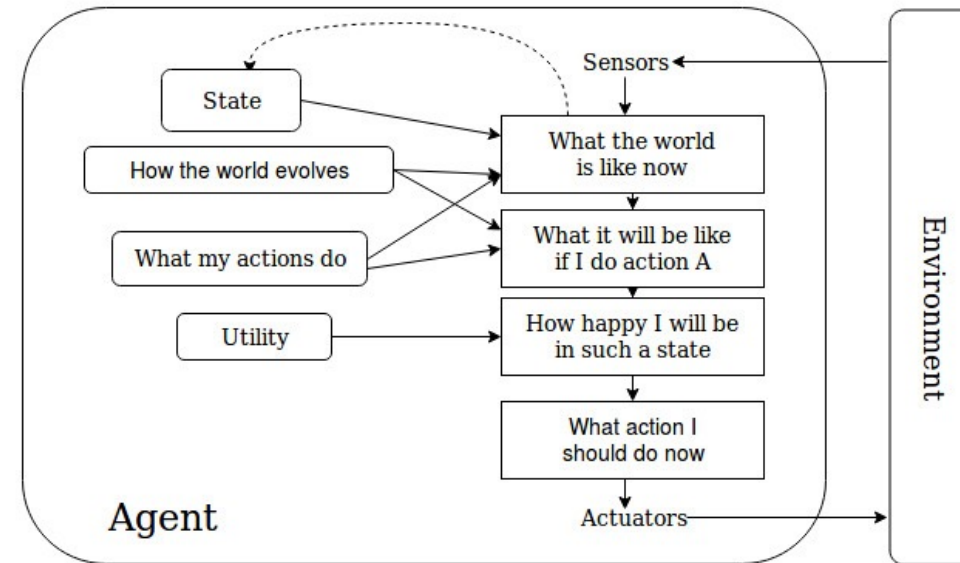 Sensors
State
What the world
is like now
How the world evolves
What it will be like
if I do action A
What my actions do
How happy I will be
in such a state
Utility
What action I
should do now
Actuators
Agent
Environment